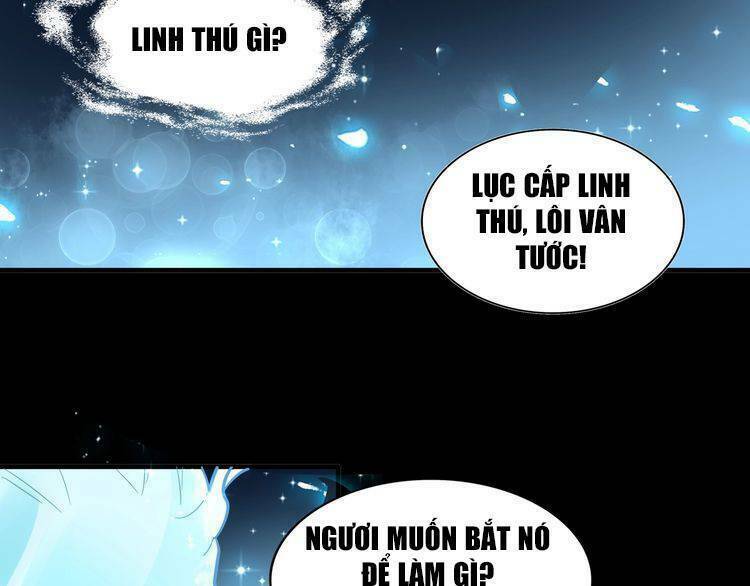 LINH THÚ GÌ?
LỤC CẤP LINH
THÚ, LÔI VÂN
TƯỚC!
NGƯƠI MUỐN BẮT NÓ
ĐỂ LÀM GÌ?